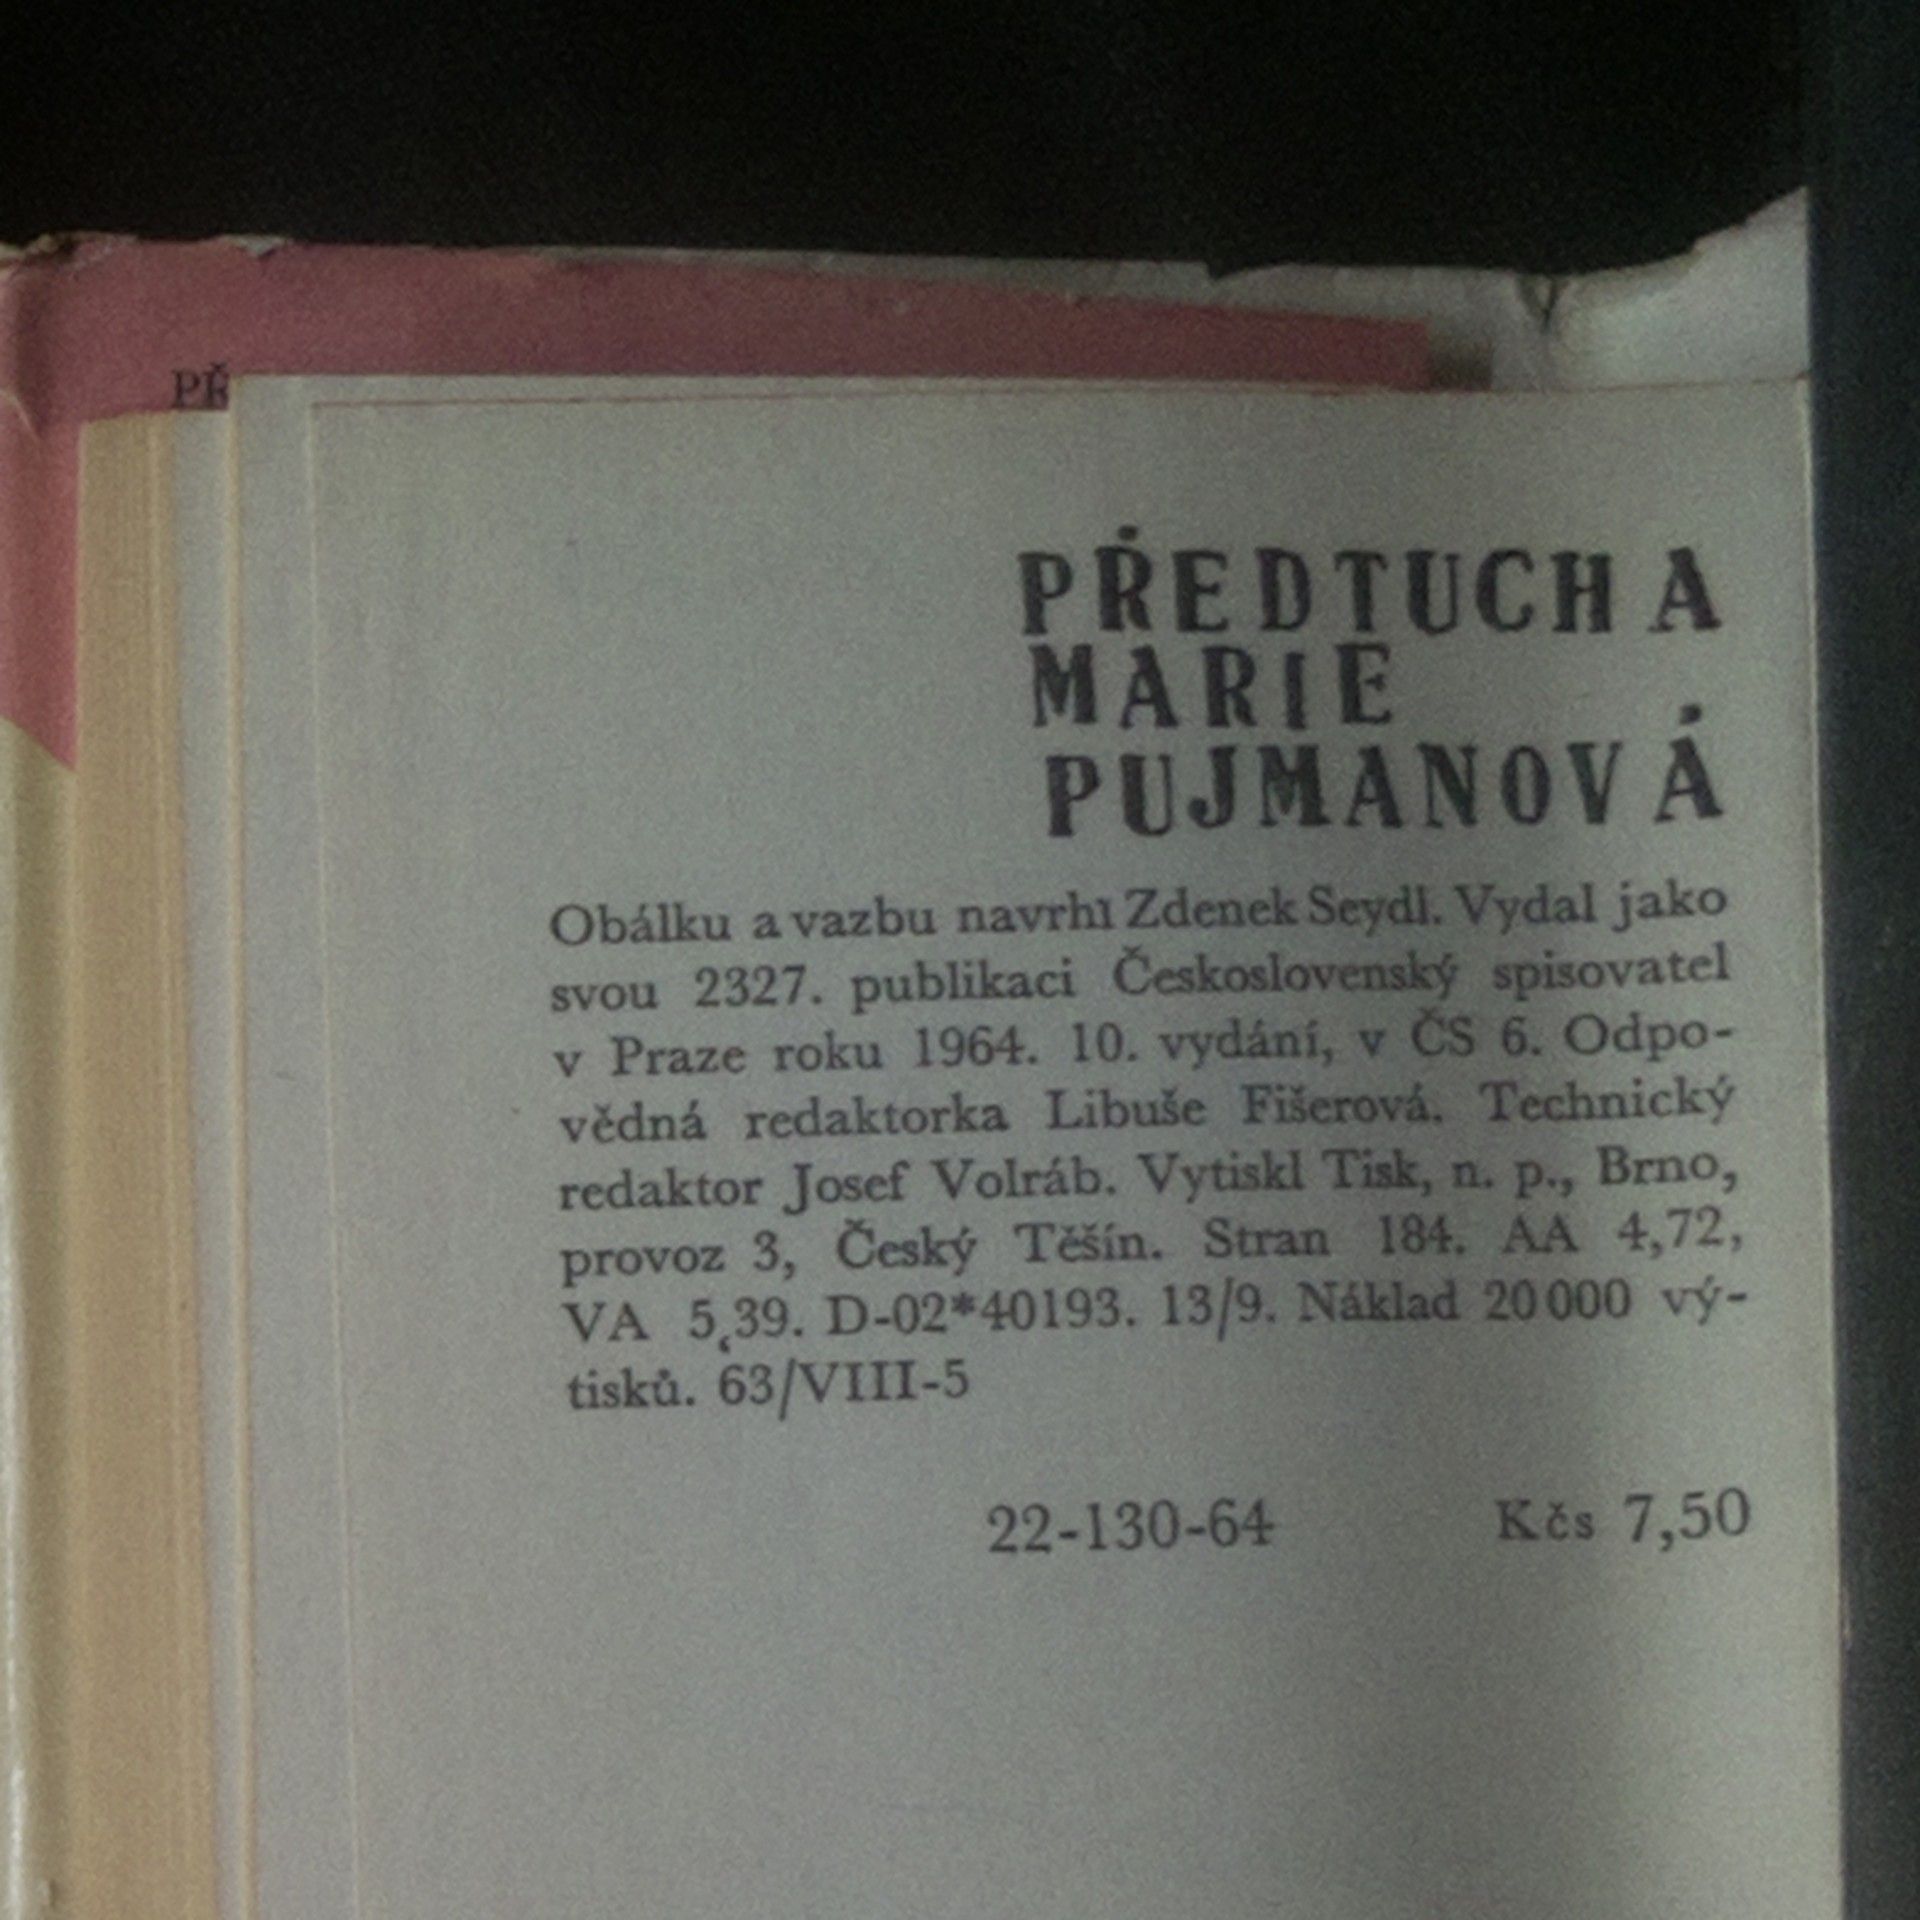 PŘ
PŘEDTUCHA
MARIE
PUJMANOVÁ
Obálku a vazbu navrhl Zdenek Seydl. Vydal jako
svou 2327. publikaci Československý spisovatel
v Praze roku 1964. 10. vydání, v ČS 6. Odpo-
vědná redaktorka Libuše Fišerová. Technický
redaktor Josef Volráb. Vytiskl Tisk, n. p., Brno,
provoz 3, Český Těšín. Stran 184. AA 4,72,
VA 5,39. D-02*40193. 13/9. Náklad 20 000 vý-
tisků. 63/VIII-5
22-130-64 Kčs 7,50